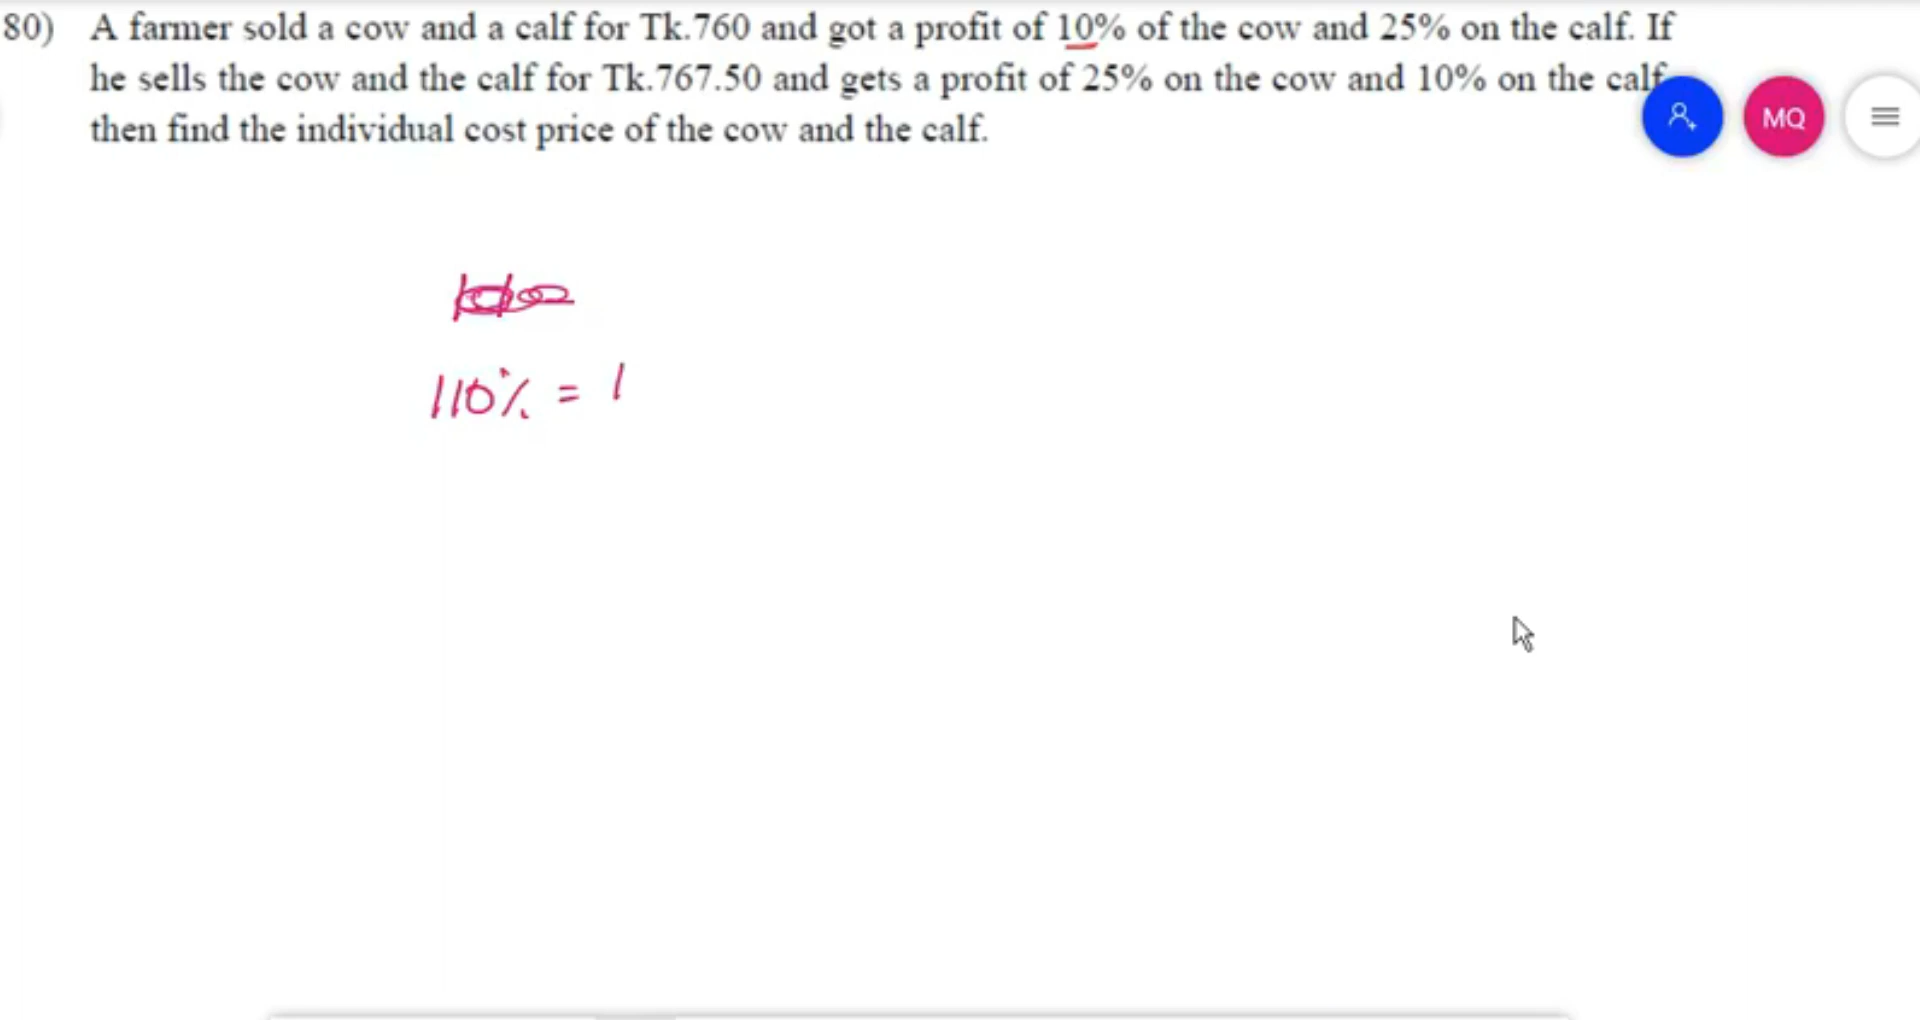 80) A farmer sold a cow and a calf for Tk.760 and got a profit of 10% of the cow and 25% on the calf. If
he sells the cow and the calf for Tk.767.50 and gets a profit of 25% on the cow and 10% on the calf
then find the individual cost price of the cow and the calf.
MQ
110% = 1